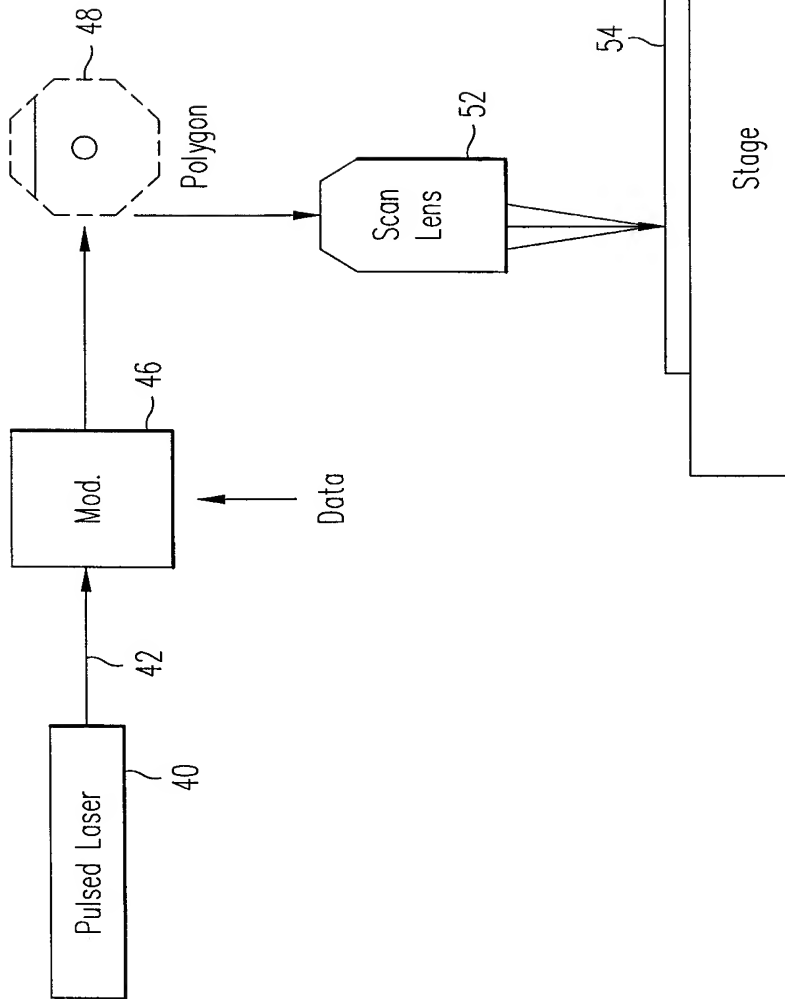 Pulsed Laser
40
42
Mod.
46
Data
48
Polygon
Scan
Lens
52
54
Stage